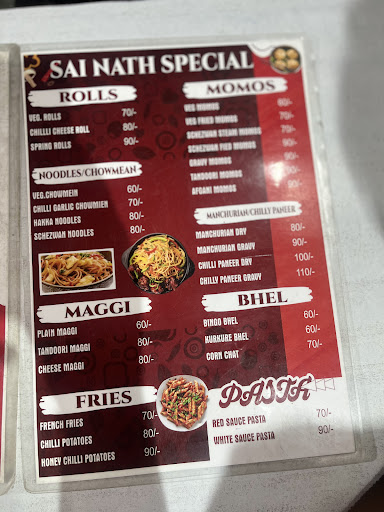 SAI NATH SPECIAL
ROLLS
VEG. ROLLS 70/-
CHILLI CHEESE ROLL 80/-
SPRING ROLLS 90/-
NOODLES/CHOWMEAN
VEG.CHOWMEIN 60/-
CHILLI GARLIC CHOWMIEN 70/-
HAKKA NOODLES 80/-
SCHEZWAN NOODLES 80/-
MAGGI
PLAIN MAGGI 60/-
TANDOORI MAGGI 80/-
CHEESE MAGGI 80/-
FRIES
FRENCH FRIES 70/-
CHILLI POTATOES 80/-
HONEY CHILLI POTATOES 90/-
MOMOS
VEG MOMOS 60/-
VEG FRIED MOMOS 70/-
SCHEZWAN STEAM MOMOS 80/-
SCHEZUAN FRIED MOMOS 90/-
GRAVY MOMOS
TANDOORI MOMOS
AFGANI MOMOS
MANCHURIAN/CHILLY PANEER
MANCHURIAN DRY 80/-
MANCHURIAN GRAVY 90/-
CHILLI PANEER DRY 100/-
CHILLY PANEER GRAVY 110/-
BHEL
BINGO BHEL 60/-
KURKURE BHEL 60/-
CORN CHAT 70/-
PASTA
RED SAUCE PASTA 70/-
WHITE SAUCE PASTA 90/-